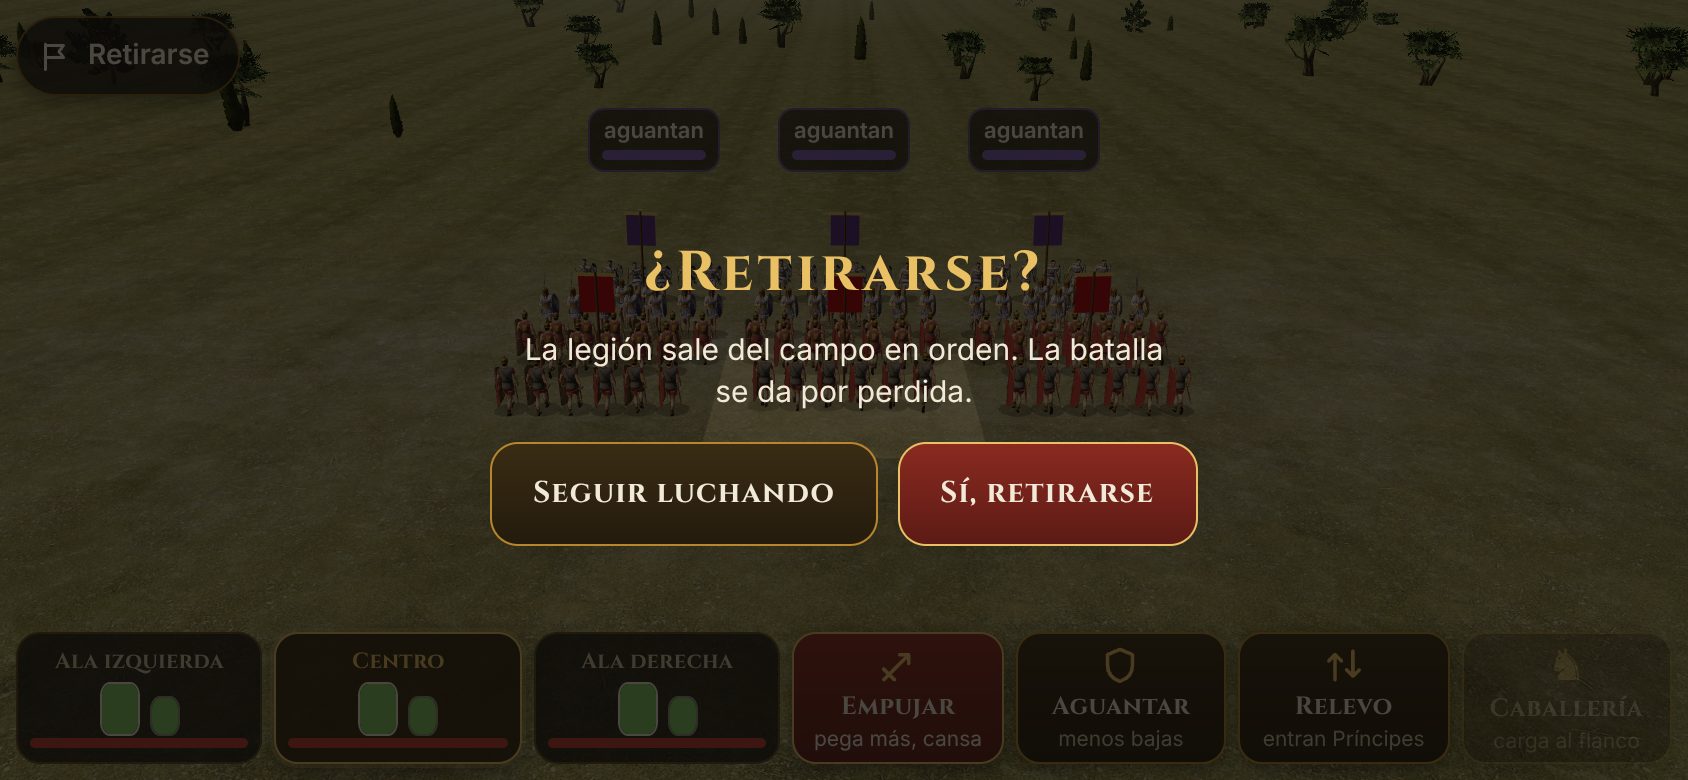 Retirarse
aguantan
aguantan
aguantan
¿Retirarse?
La legión sale del campo en orden. La batalla
se da por perdida.
Seguir luchando
Sí, retirarse
Ala izquierda
Centro
Ala derecha
Empujar
pega más, cansa
Aguantar
menos bajas
Relevo
entran Príncipes
Caballería
carga al flanco